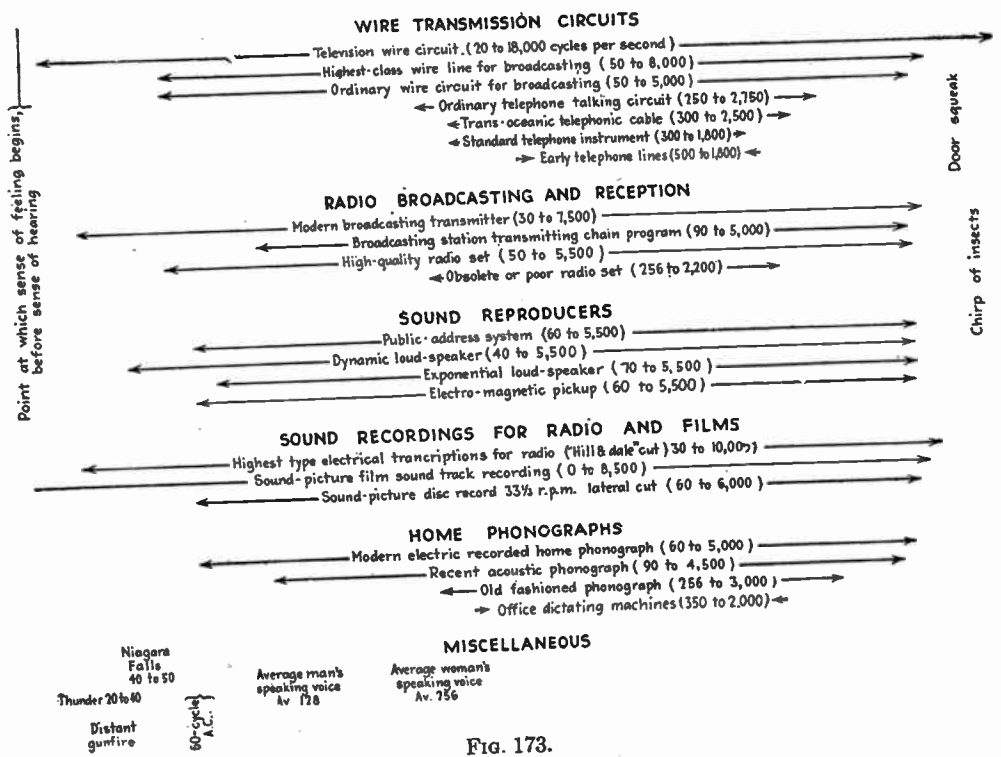 WIRE TRANSMISSION CIRCUITS
Telension wire circuit.(20 to 18,000 cycles per second)
Highest-class wire line for broadcasting (50 to 8,000)
Ordinary wire circuit for broadcasting (50 to 5,000)
Ordinary telephone talking circuit (250 to 2,750)
Trans-oceanic telephonic cable (300 to 2,500)
Standard telephone instrument (300 to 1,800)
Early telephone lines (500 to 1,800)
Point at which sense of feeling begins,
before sense of hearing
Door squeak
Chirp of insects
RADIO BROADCASTING AND RECEPTION
Modern broadcasting transmitter (30 to 7,500)
Broadcasting station transmitting chain program (90 to 5,000)
High-quality radio set (50 to 5,500)
Obsolete or poor radio set (256 to 2,200)
SOUND REPRODUCERS
Public-address system (60 to 5,500)
Dynamic loud-speaker (40 to 5,500)
Exponential loud-speaker (70 to 5,500)
Electro-magnetic pickup (60 to 5,500)
SOUND RECORDINGS FOR RADIO AND FILMS
Highest type electrical trancriptions for radio ("Hill & dale" cut) 30 to 10,000)
Sound-picture film sound track recording (0 to 8,500)
Sound-picture disc record 33⅓ r.p.m. lateral cut (60 to 6,000)
HOME PHONOGRAPHS
Modern electric recorded home phonograph (60 to 5,000)
Recent acoustic phonograph (90 to 4,500)
Old fashioned phonograph (256 to 3,000)
Office dictating machines (350 to 2,000)
MISCELLANEOUS
Niagara
Falls
40 to 50
Thunder 20 to 40
Distant
gunfire
60-cycle
A.C.
Average man's
speaking voice
Av 128
Average woman's
speaking voice
Av. 256
FIG. 173.